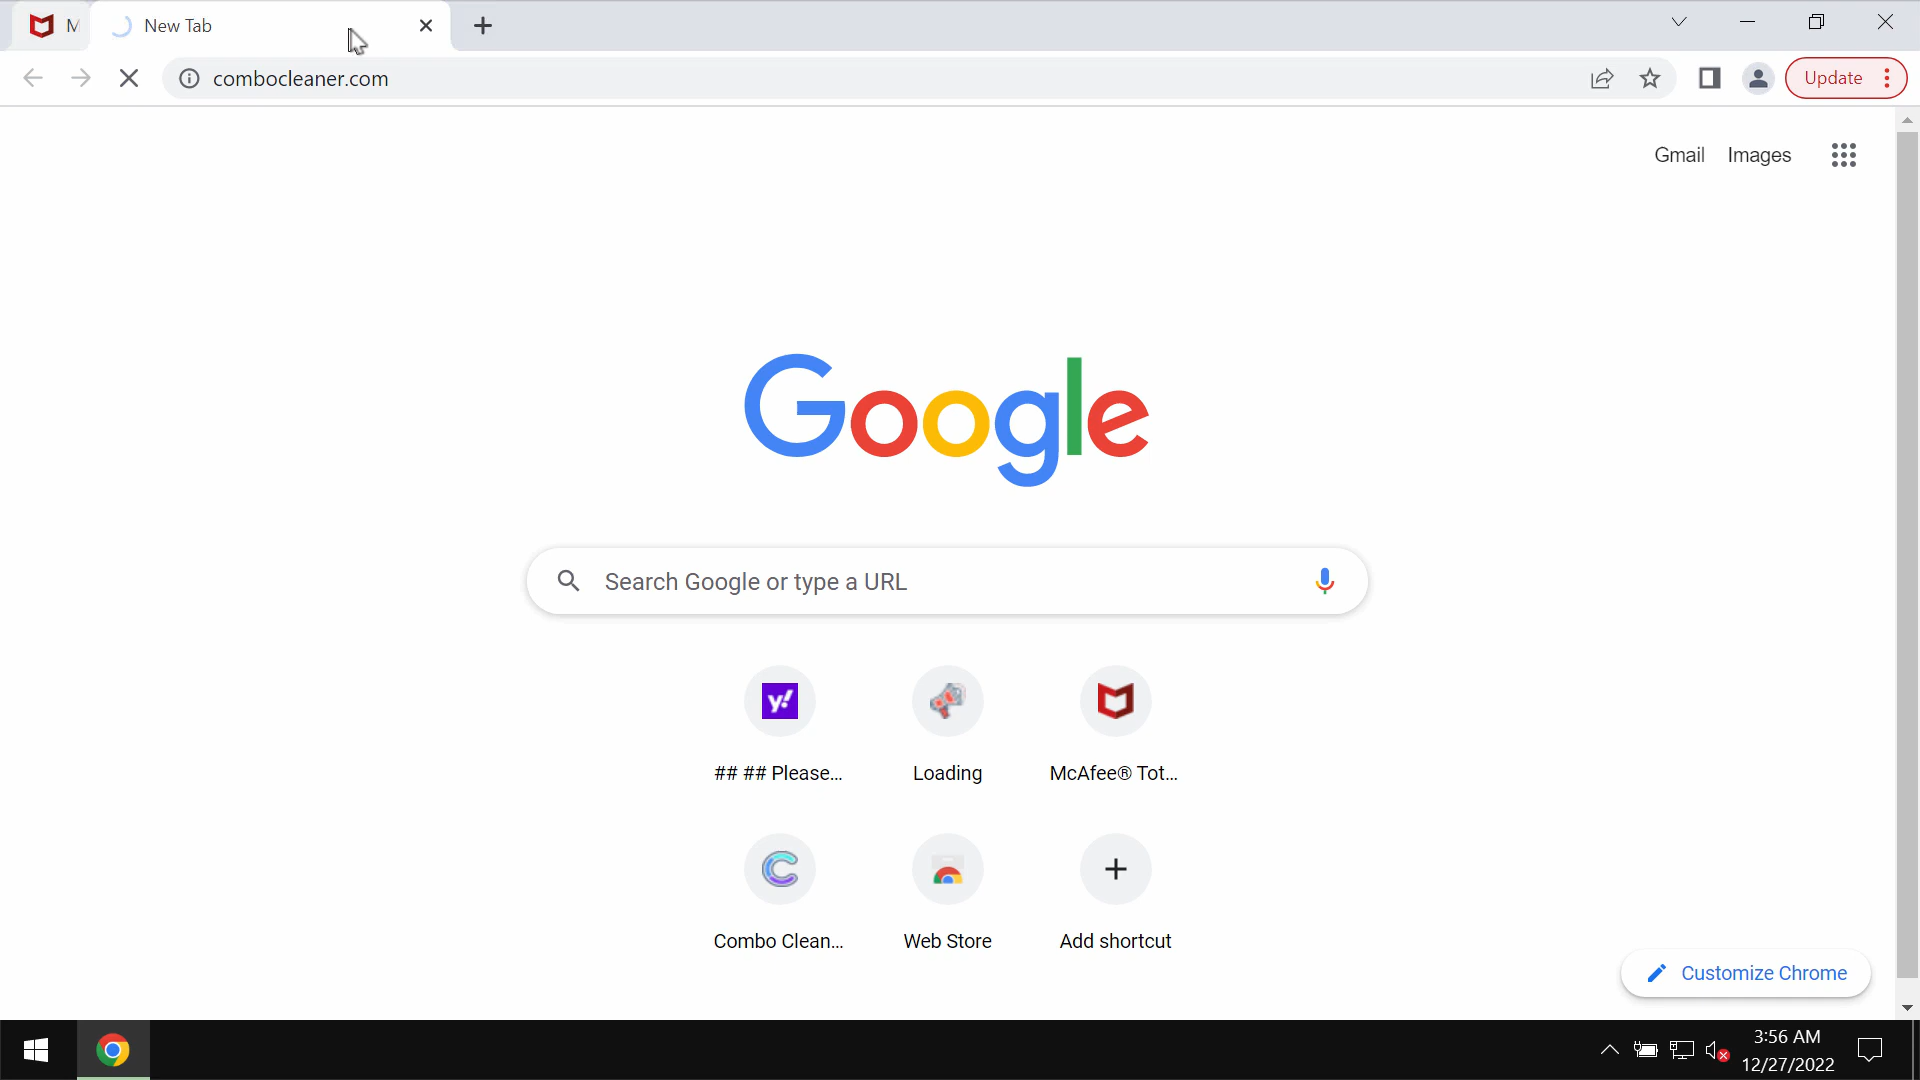 M
New Tab
combocleaner.com
Update
Gmail Images
Google
Search Google or type a URL
## ## Please...
Loading
McAfee® Tot...
Combo Clean...
Web Store
Add shortcut
Customize Chrome
3:56 AM
12/27/2022